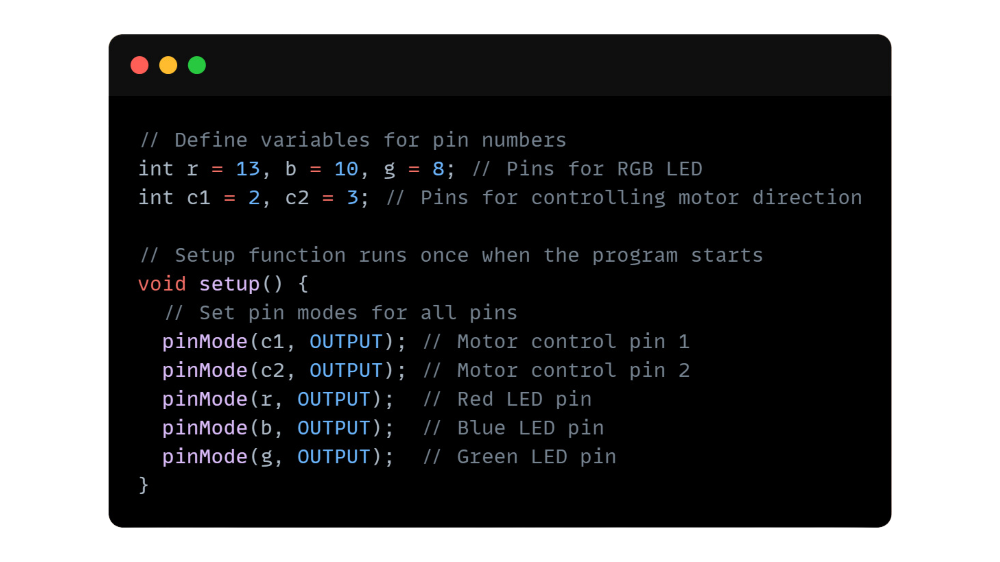 // Define variables for pin numbers
int r = 13, b = 10, g = 8; // Pins for RGB LED
int c1 = 2, c2 = 3; // Pins for controlling motor direction
// Setup function runs once when the program starts
void setup() {
  // Set pin modes for all pins
  pinMode(c1, OUTPUT); // Motor control pin 1
  pinMode(c2, OUTPUT); // Motor control pin 2
  pinMode(r, OUTPUT);  // Red LED pin
  pinMode(b, OUTPUT);  // Blue LED pin
  pinMode(g, OUTPUT);  // Green LED pin
}